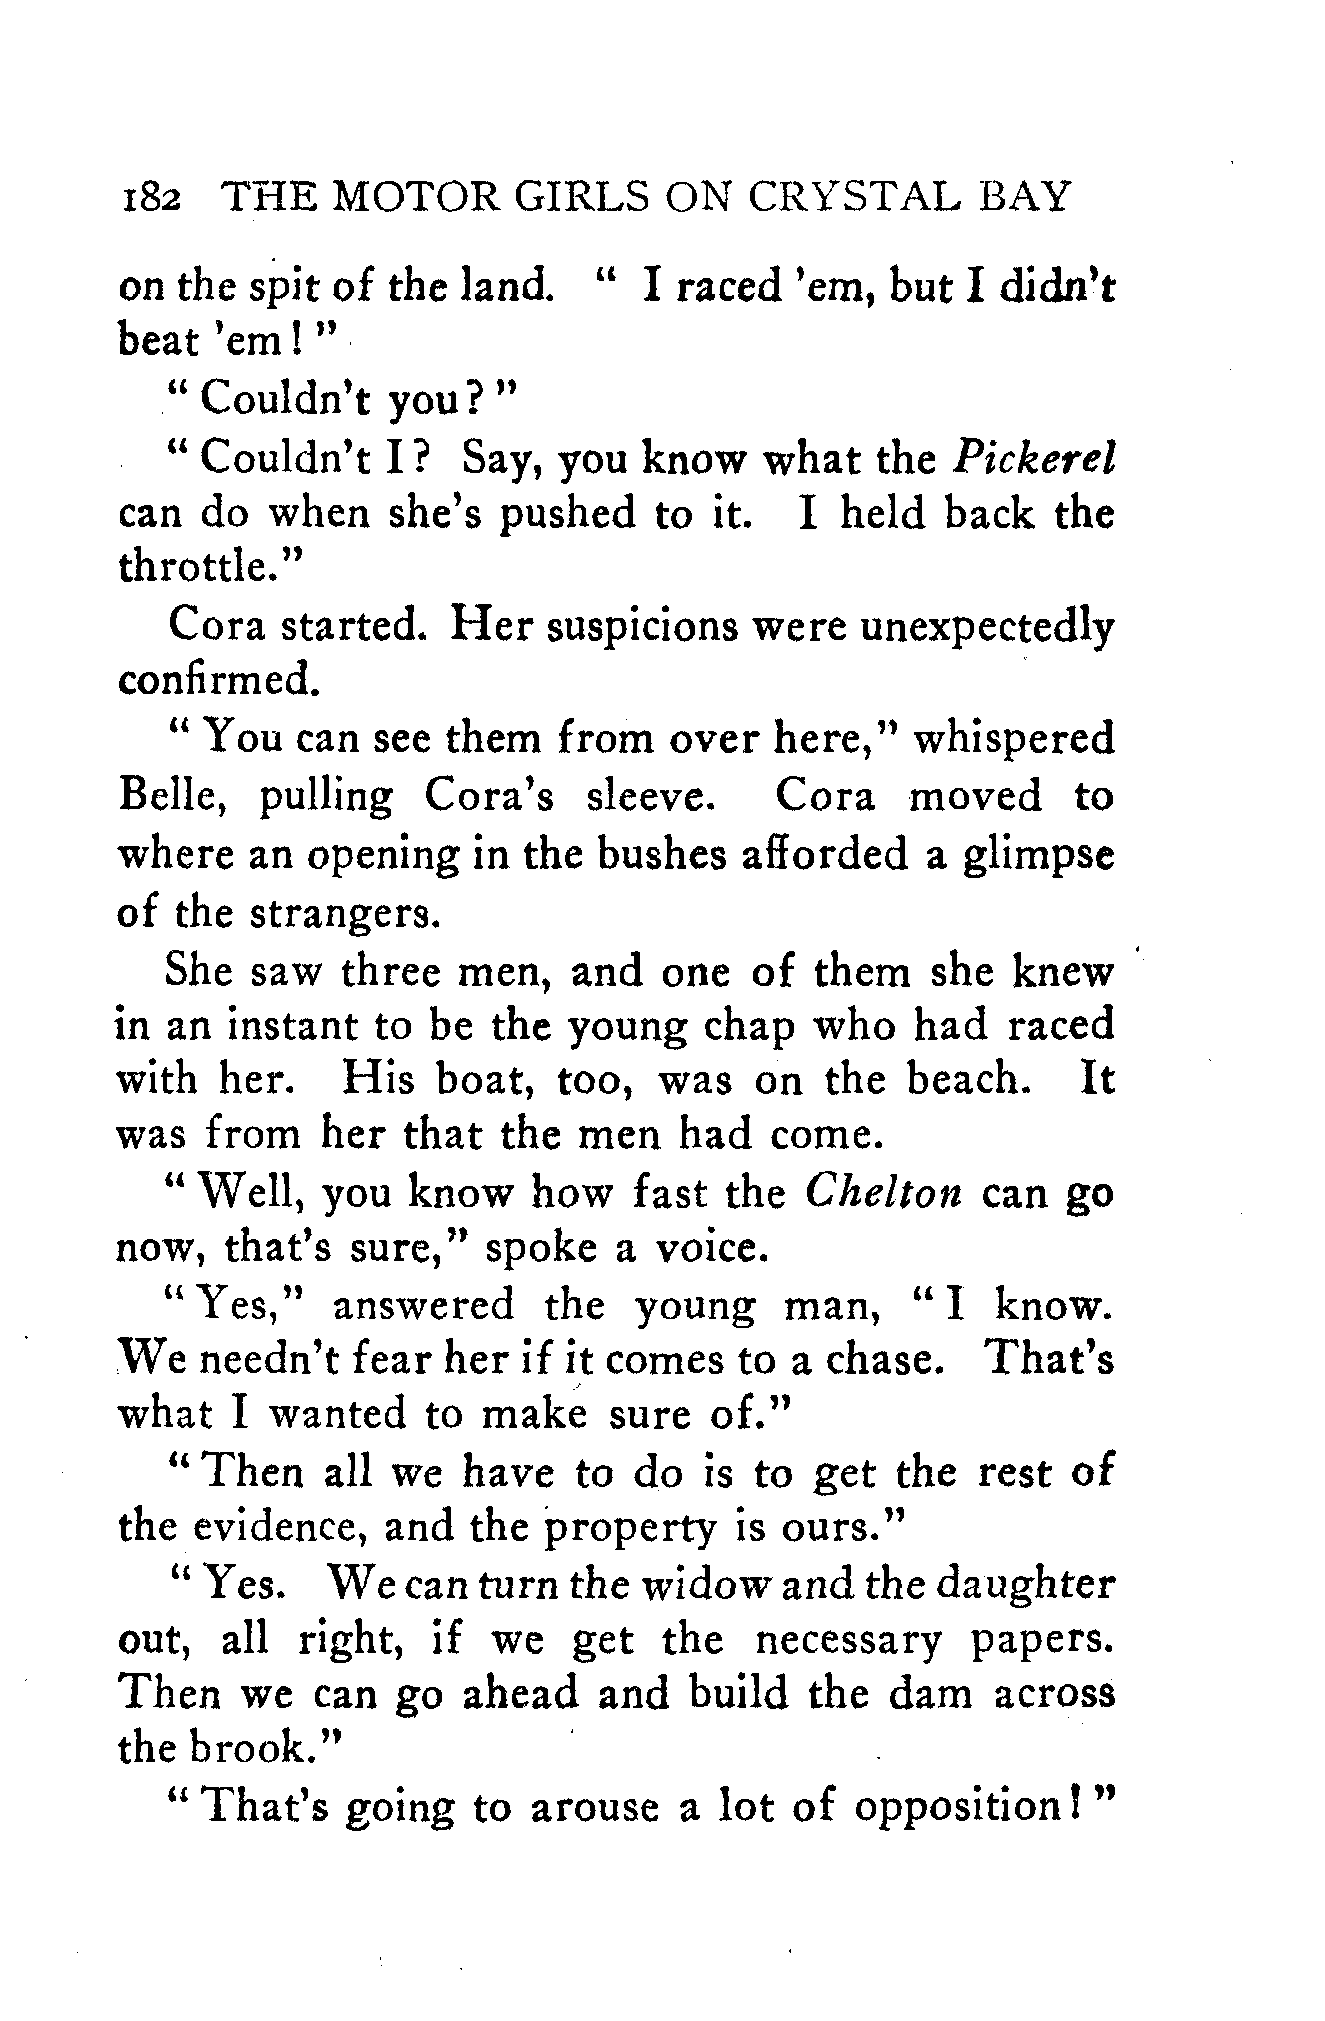 182 THE MOTOR GIRLS ON CRYSTAL BAY
on the spit of the land. " I raced 'em, but I didn't
beat 'em ! "
" Couldn't you ? "
" Couldn't I ? Say, you know what the Pickerel
can do when she's pushed to it. I held back the
throttle."
Cora started. Her suspicions were unexpectedly
confirmed.
" You can see them from over here," whispered
Belle, pulling Cora's sleeve. Cora moved to
where an opening in the bushes afforded a glimpse
of the strangers.
She saw three men, and one of them she knew
in an instant to be the young chap who had raced
with her. His boat, too, was on the beach. It
was from her that the men had come.
" Well, you know how fast the Chelton can go
now, that's sure," spoke a voice.
" Yes," answered the young man, " I know.
We needn't fear her if it comes to a chase. That's
what I wanted to make sure of."
" Then all we have to do is to get the rest of
the evidence, and the property is ours."
" Yes. We can turn the widow and the daughter
out, all right, if we get the necessary papers.
Then we can go ahead and build the dam across
the brook."
" That's going to arouse a lot of opposition ! "